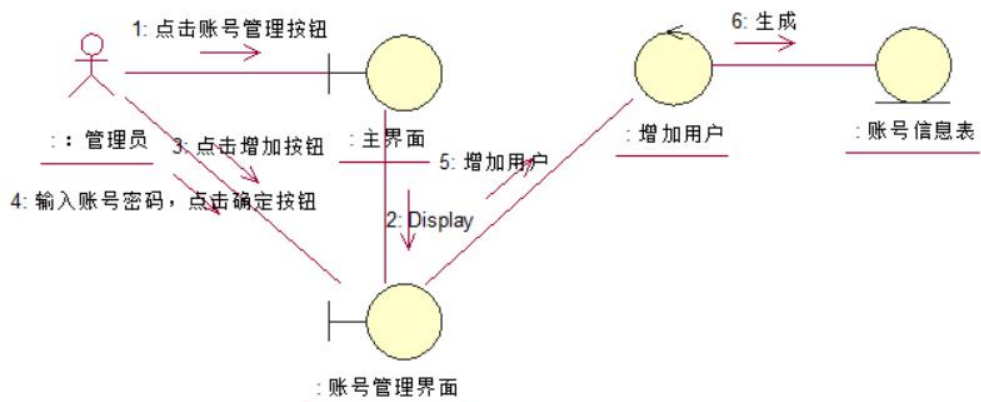 1: 点击账号管理按钮
6: 生成
: : 管理员
3: 点击增加按钮
: 主界面
5: 增加用户
: 增加用户
: 账号信息表
4: 输入账号密码，点击确定按钮
2: Display
: 账号管理界面